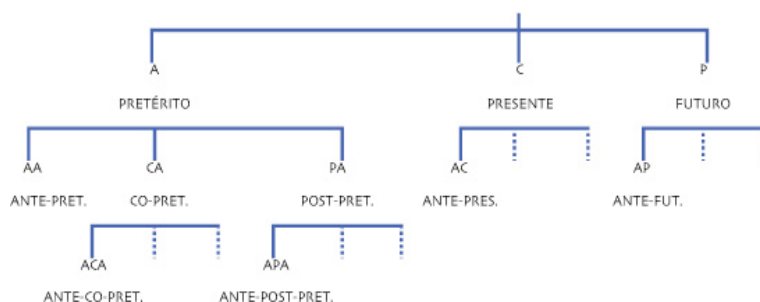 A C P
PRETÉRITO PRESENTE FUTURO
AA CA PA AC AP
ANTE-PRET. CO-PRET. POST-PRET. ANTE-PRES. ANTE-FUT.
ACA APA
ANTE-CO-PRET. ANTE-POST-PRET.